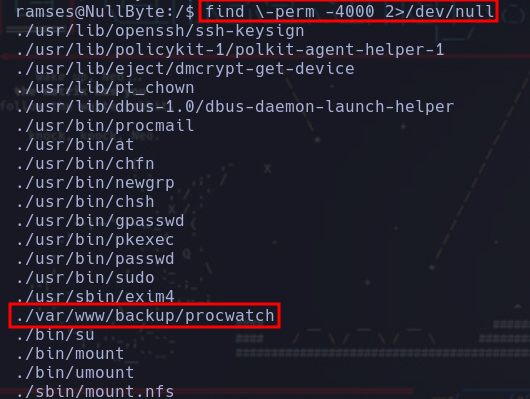 ramses@NullByte:/$ find \-perm -4000 2>/dev/null
./usr/lib/openssh/ssh-keysign
./usr/lib/policykit-1/polkit-agent-helper-1
./usr/lib/eject/dmcrypt-get-device
./usr/lib/pt_chown
./usr/lib/dbus-1.0/dbus-daemon-launch-helper
./usr/bin/procmail
./usr/bin/at
./usr/bin/chfn
./usr/bin/newgrp
./usr/bin/chsh
./usr/bin/gpasswd
./usr/bin/pkexec
./usr/bin/passwd
./usr/bin/sudo
./usr/sbin/exim4
./var/www/backup/procwatch
./bin/su
./bin/mount
./bin/umount
./sbin/mount.nfs